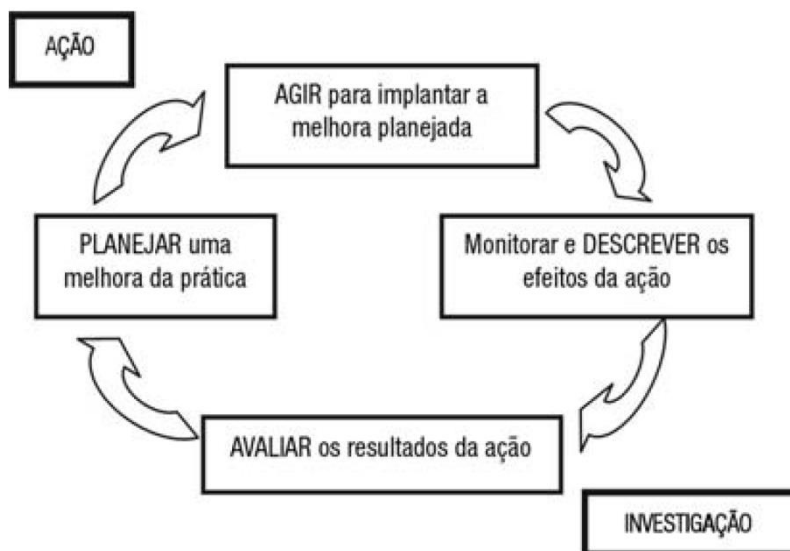 AÇÃO
AGIR para implantar a
melhora planejada
PLANEJAR uma
melhora da prática
Monitorar e DESCREVER os
efeitos da ação
AVALIAR os resultados da ação
INVESTIGAÇÃO